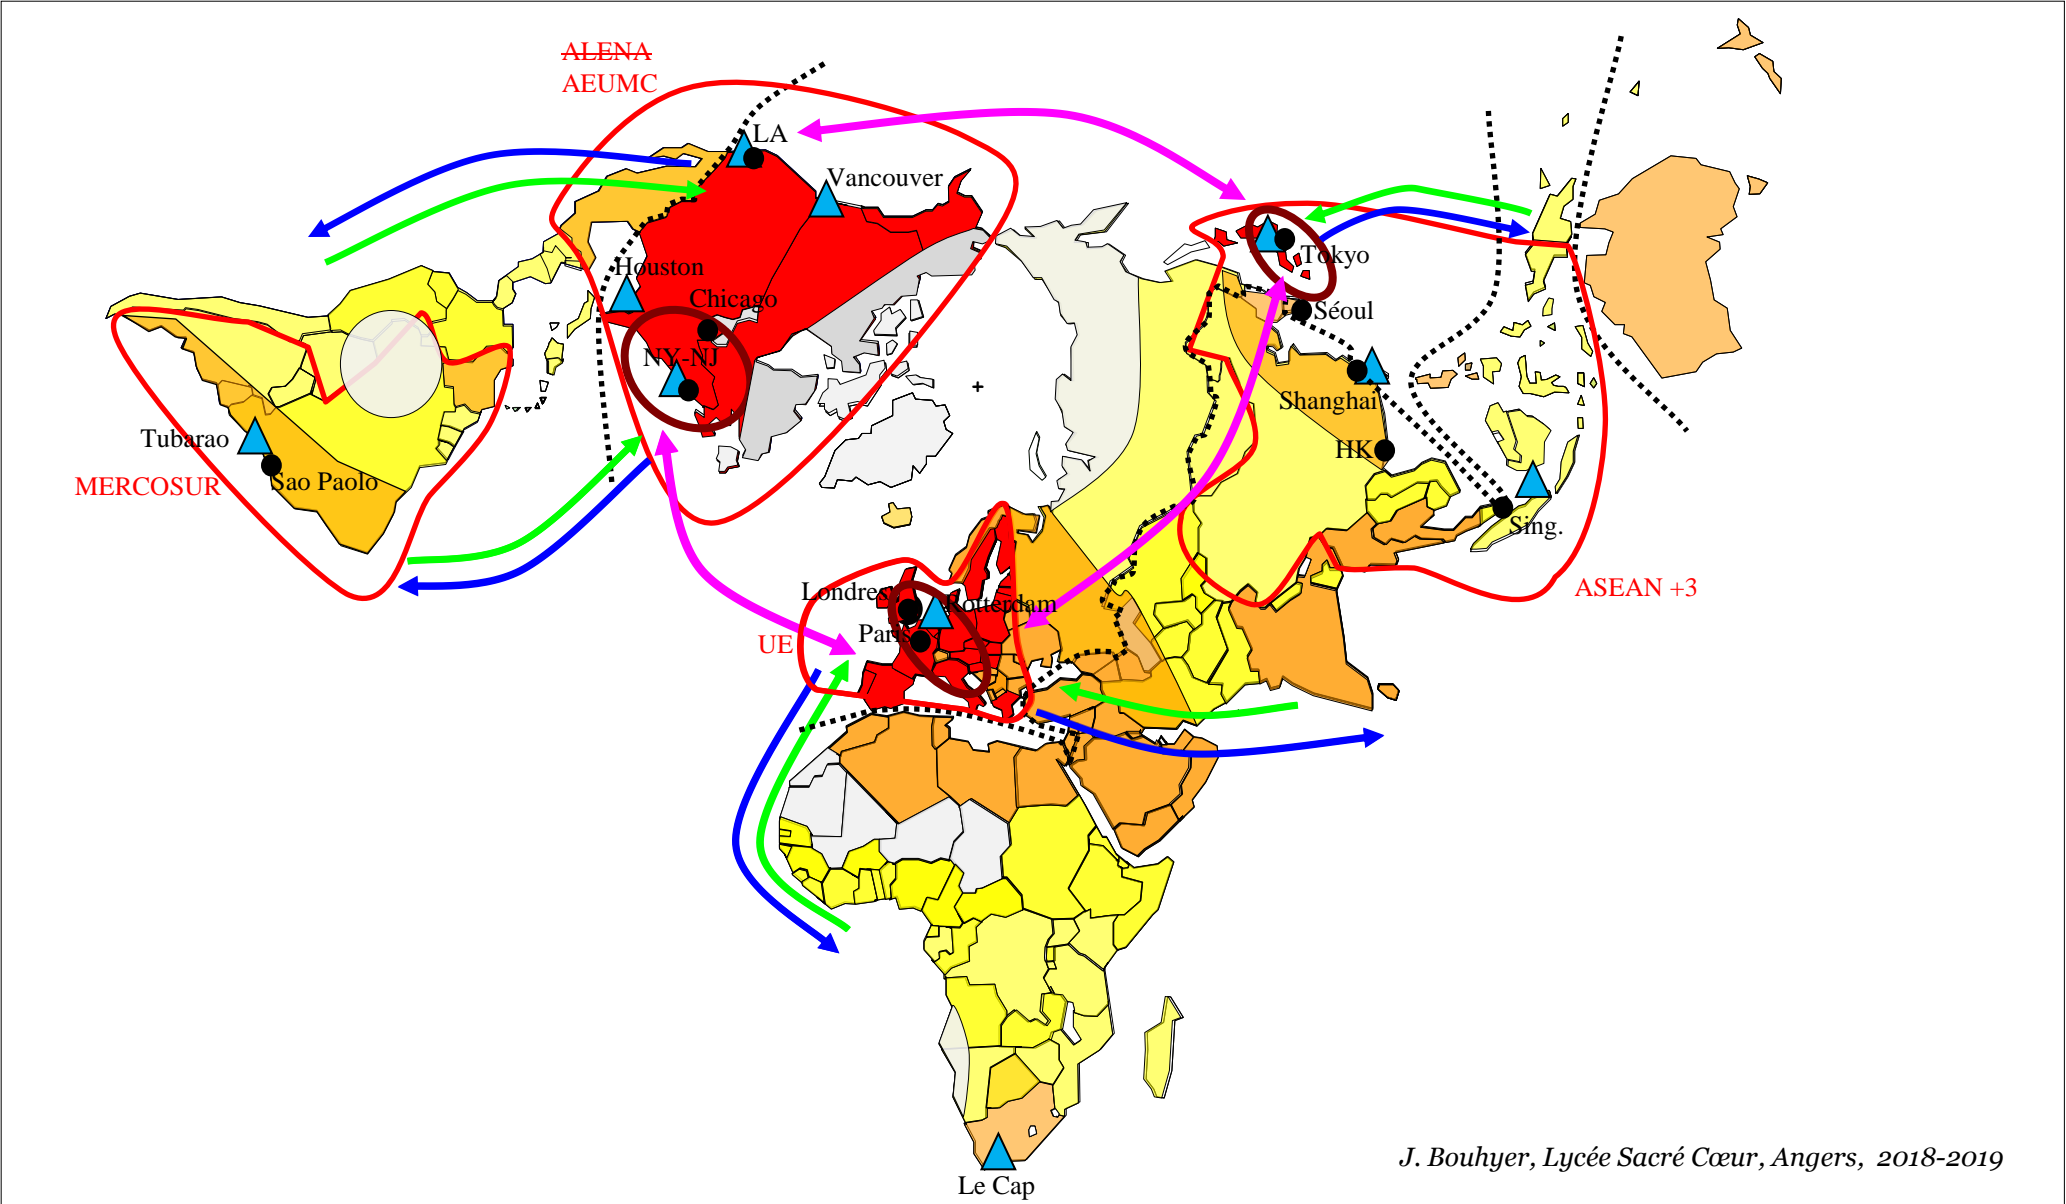 ALENA
AEUMC
LA
Vancouver
Houston
Chicago
NY-NJ
Tokyo
Séoul
Shanghai
HK
Sing.
Tubarao
Sao Paolo
MERCOSUR
Londres
Rotterdam
Paris
UE
ASEAN +3
Le Cap
J. Bouhyer, Lycée Sacré Cœur, Angers, 2018-2019